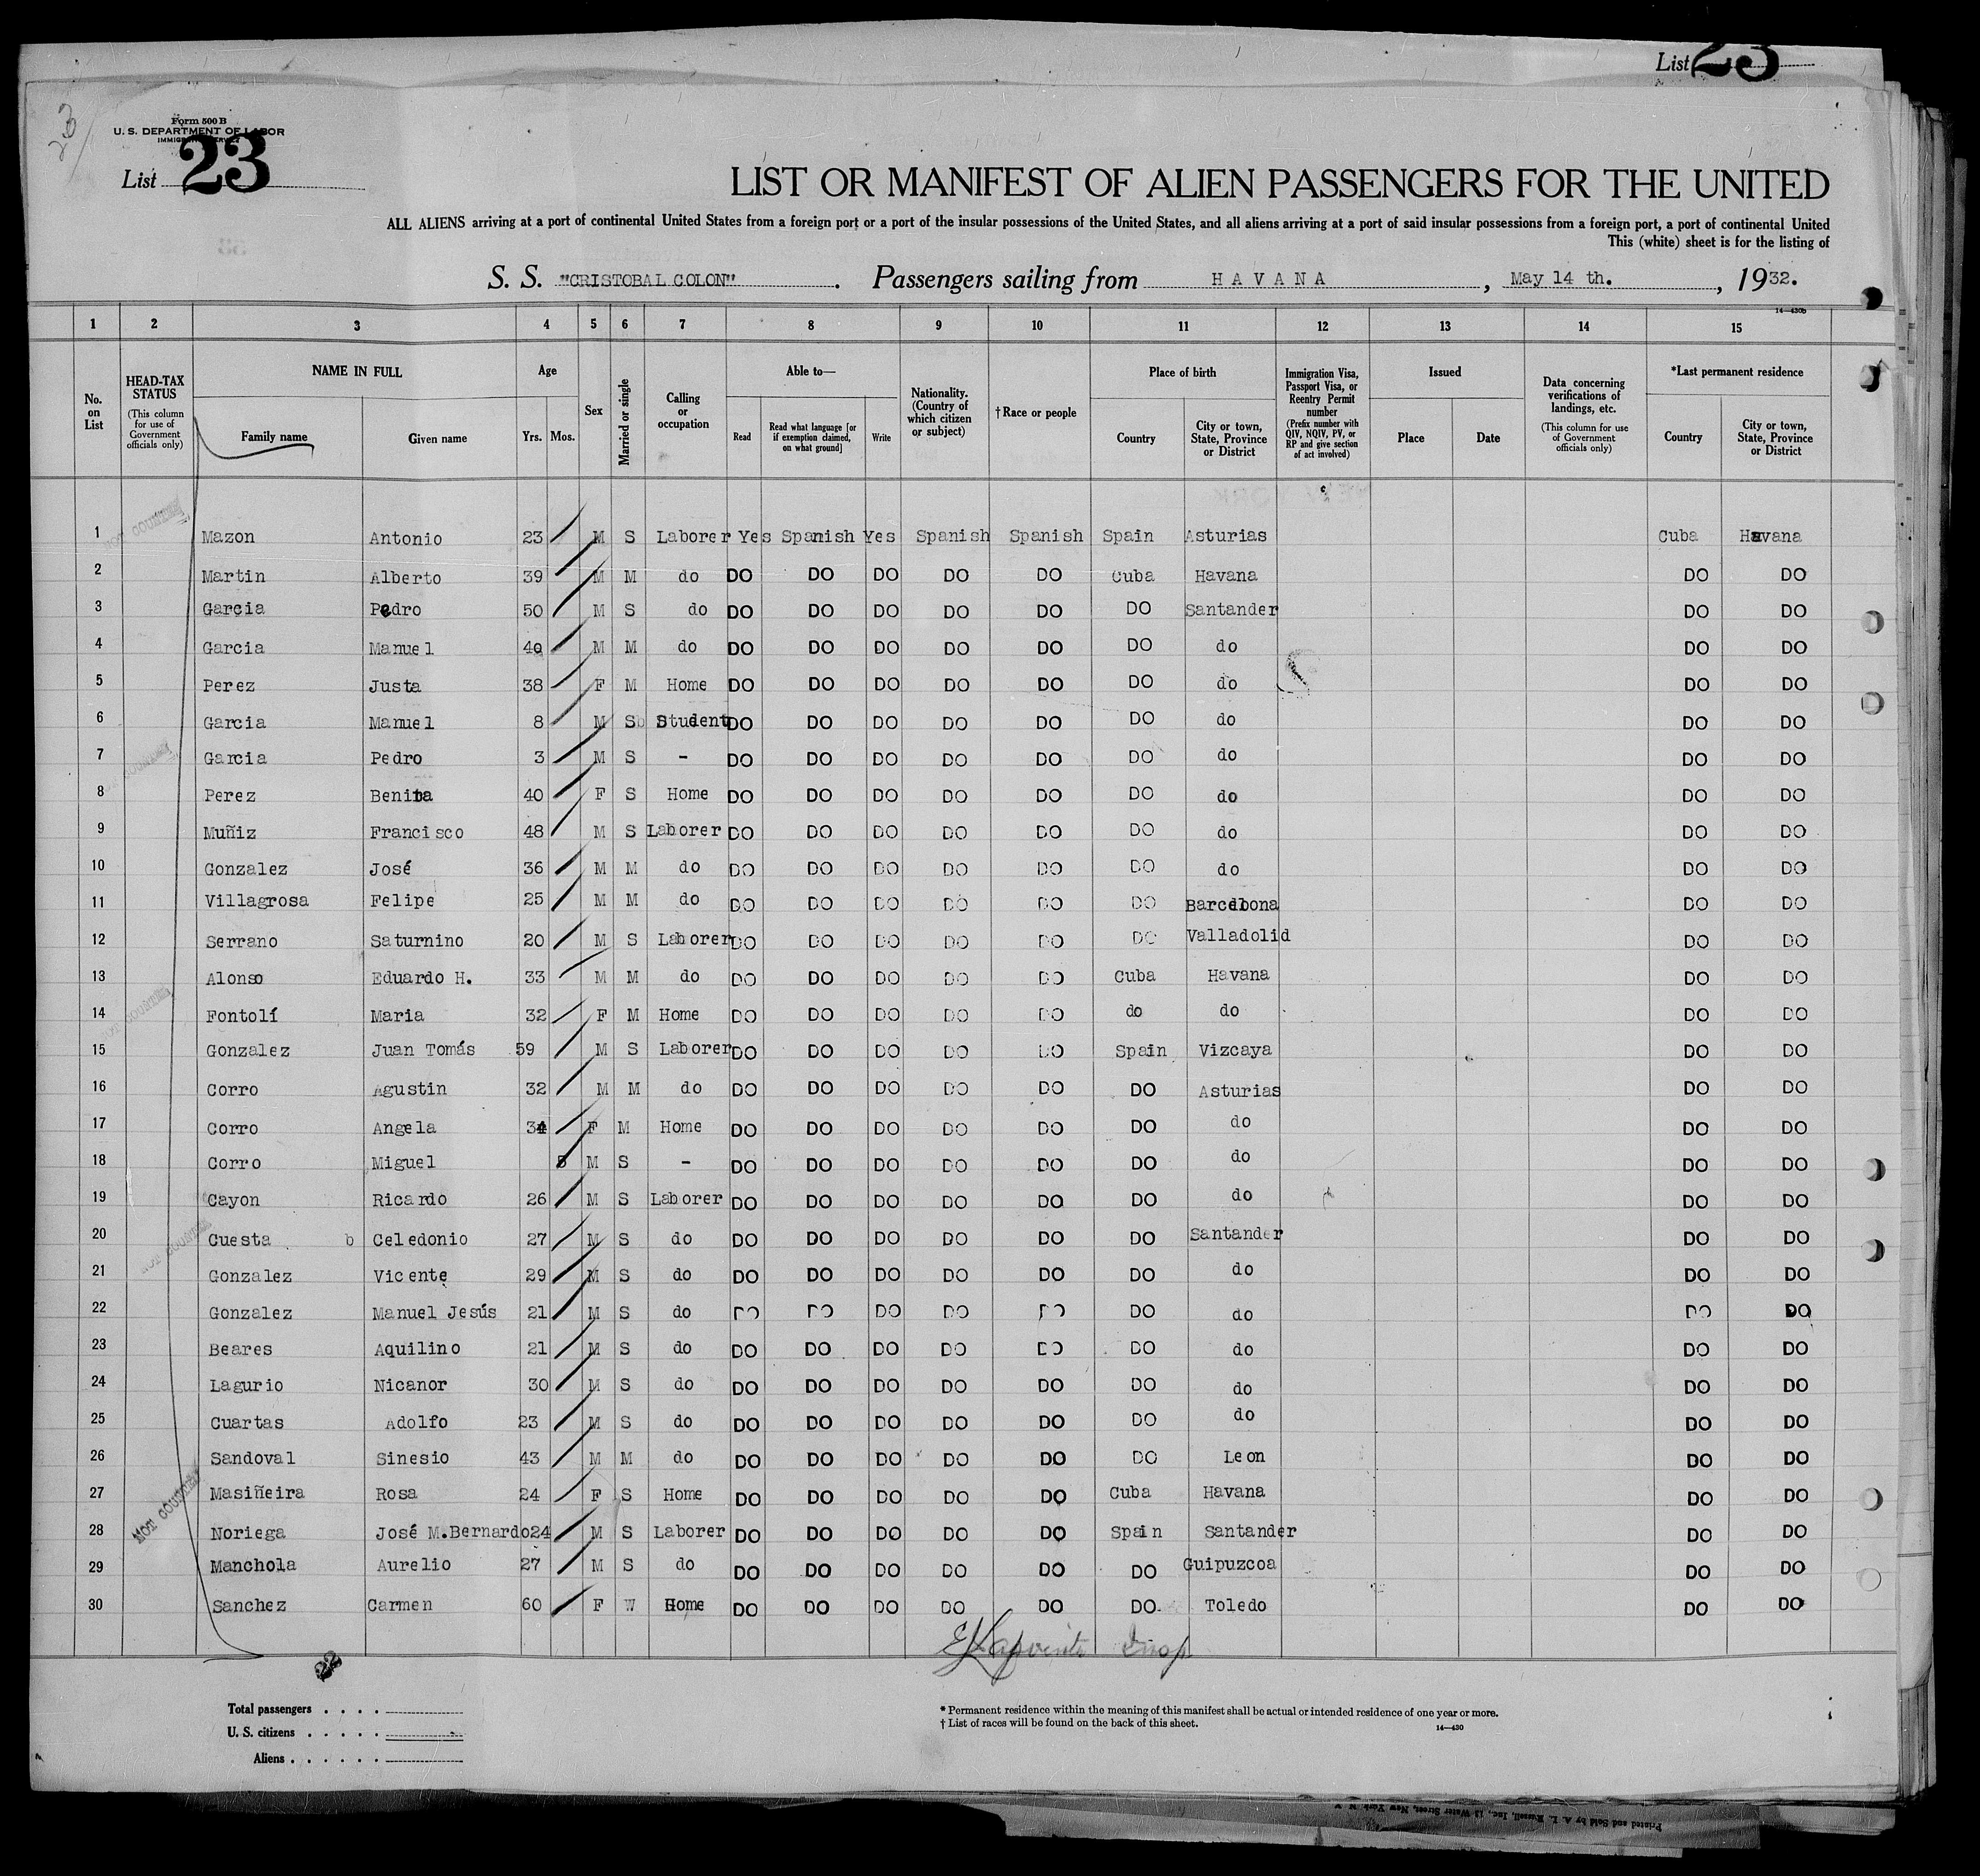 List 23
23
Form 500 B
U. S. DEPARTMENT OF LABOR
List 23
LIST OR MANIFEST OF ALIEN PASSENGERS FOR THE UNITED
ALL ALIENS arriving at a port of continental United States from a foreign port or a port of the insular possessions of the United States, and all aliens arriving at a port of said insular possessions from a foreign port, a port of continental United
This (white) sheet is for the listing of
S. S. "CRISTOBAL COLON". Passengers sailing from HAVANA, May 14 th., 1932.
14—430b
1 2 3 4 5 6 7 8 9 10 11 12 13 14 15
No. on List
HEAD-TAX STATUS (This column for use of Government officials only)
NAME IN FULL Family name Given name
Age Yrs. Mos.
Sex
Married or single
Calling or occupation
Able to— Read Read what language [or if exemption claimed, on what ground] Write
Nationality. (Country of which citizen or subject)
†Race or people
Place of birth Country City or town, State, Province or District
Immigration Visa, Passport Visa, or Reentry Permit number (Prefix number with QIV, NQIV, PV, or RP and give section of act involved)
Issued Place Date
Data concerning verifications of landings, etc. (This column for use of Government officials only)
*Last permanent residence Country City or town, State, Province or District
1 Mazon Antonio 23 M S Laborer Yes Spanish Yes Spanish Spanish Spain Asturias Cuba Havana
2 Martin Alberto 39 M M do DO DO DO DO DO Cuba Havana DO DO
3 Garcia Pedro 50 M S do DO DO DO DO DO DO Santander DO DO
4 Garcia Manuel 40 M M do DO DO DO DO DO DO do DO DO
5 Perez Justa 38 F M Home DO DO DO DO DO DO do DO DO
6 Garcia Manuel 8 M S Student DO DO DO DO DO DO do DO DO
7 Garcia Pedro 3 M S - DO DO DO DO DO DO do DO DO
8 Perez Benita 40 F S Home DO DO DO DO DO DO do DO DO
9 Muñiz Francisco 48 M S Laborer DO DO DO DO DO DO do DO DO
10 Gonzalez José 36 M M do DO DO DO DO DO DO do DO DO
11 Villagrosa Felipe 25 M M do DO DO DO DO DO DO Barcelona DO DO
12 Serrano Saturnino 20 M S Laborer DO DO DO DO DO DO Valladolid DO DO
13 Alonso Eduardo H. 33 M M do DO DO DO DO DO Cuba Havana DO DO
14 Fontolí Maria 32 F M Home DO DO DO DO DO do do DO DO
15 Gonzalez Juan Tomás 59 M S Laborer DO DO DO DO DO Spain Vizcaya DO DO
16 Corro Agustin 32 M M do DO DO DO DO DO DO Asturias DO DO
17 Corro Angela 34 F M Home DO DO DO DO DO DO do DO DO
18 Corro Miguel 8 M S - DO DO DO DO DO DO do DO DO
19 Cayon Ricardo 26 M S Laborer DO DO DO DO DO DO do DO DO
20 Cuesta b Celedonio 27 M S do DO DO DO DO DO DO Santander DO DO
21 Gonzalez Vicente 29 M S do DO DO DO DO DO DO do DO DO
22 Gonzalez Manuel Jesús 21 M S do DO DO DO DO DO DO do DO DO
23 Beares Aquilino 21 M S do DO DO DO DO DO DO do DO DO
24 Lagurio Nicanor 30 M S do DO DO DO DO DO DO do DO DO
25 Cuartas Adolfo 23 M S do DO DO DO DO DO DO do DO DO
26 Sandoval Sinesio 43 M M do DO DO DO DO DO DO Leon DO DO
27 Masiñeira Rosa 24 F S Home DO DO DO DO DO Cuba Havana DO DO
28 Noriega José M.Bernardo 24 M S Laborer DO DO DO DO DO Spain Santander DO DO
29 Manchola Aurelio 27 M S do DO DO DO DO DO DO Guipuzcoa DO DO
30 Sanchez Carmen 60 F W Home DO DO DO DO DO DO Toledo DO DO
22
Total passengers
U. S. citizens
Aliens
* Permanent residence within the meaning of this manifest shall be actual or intended residence of one year or more.
† List of races will be found on the back of this sheet.
14—430
Printed and Sold by A. L. Russell, Inc., 13 Water Street, New York